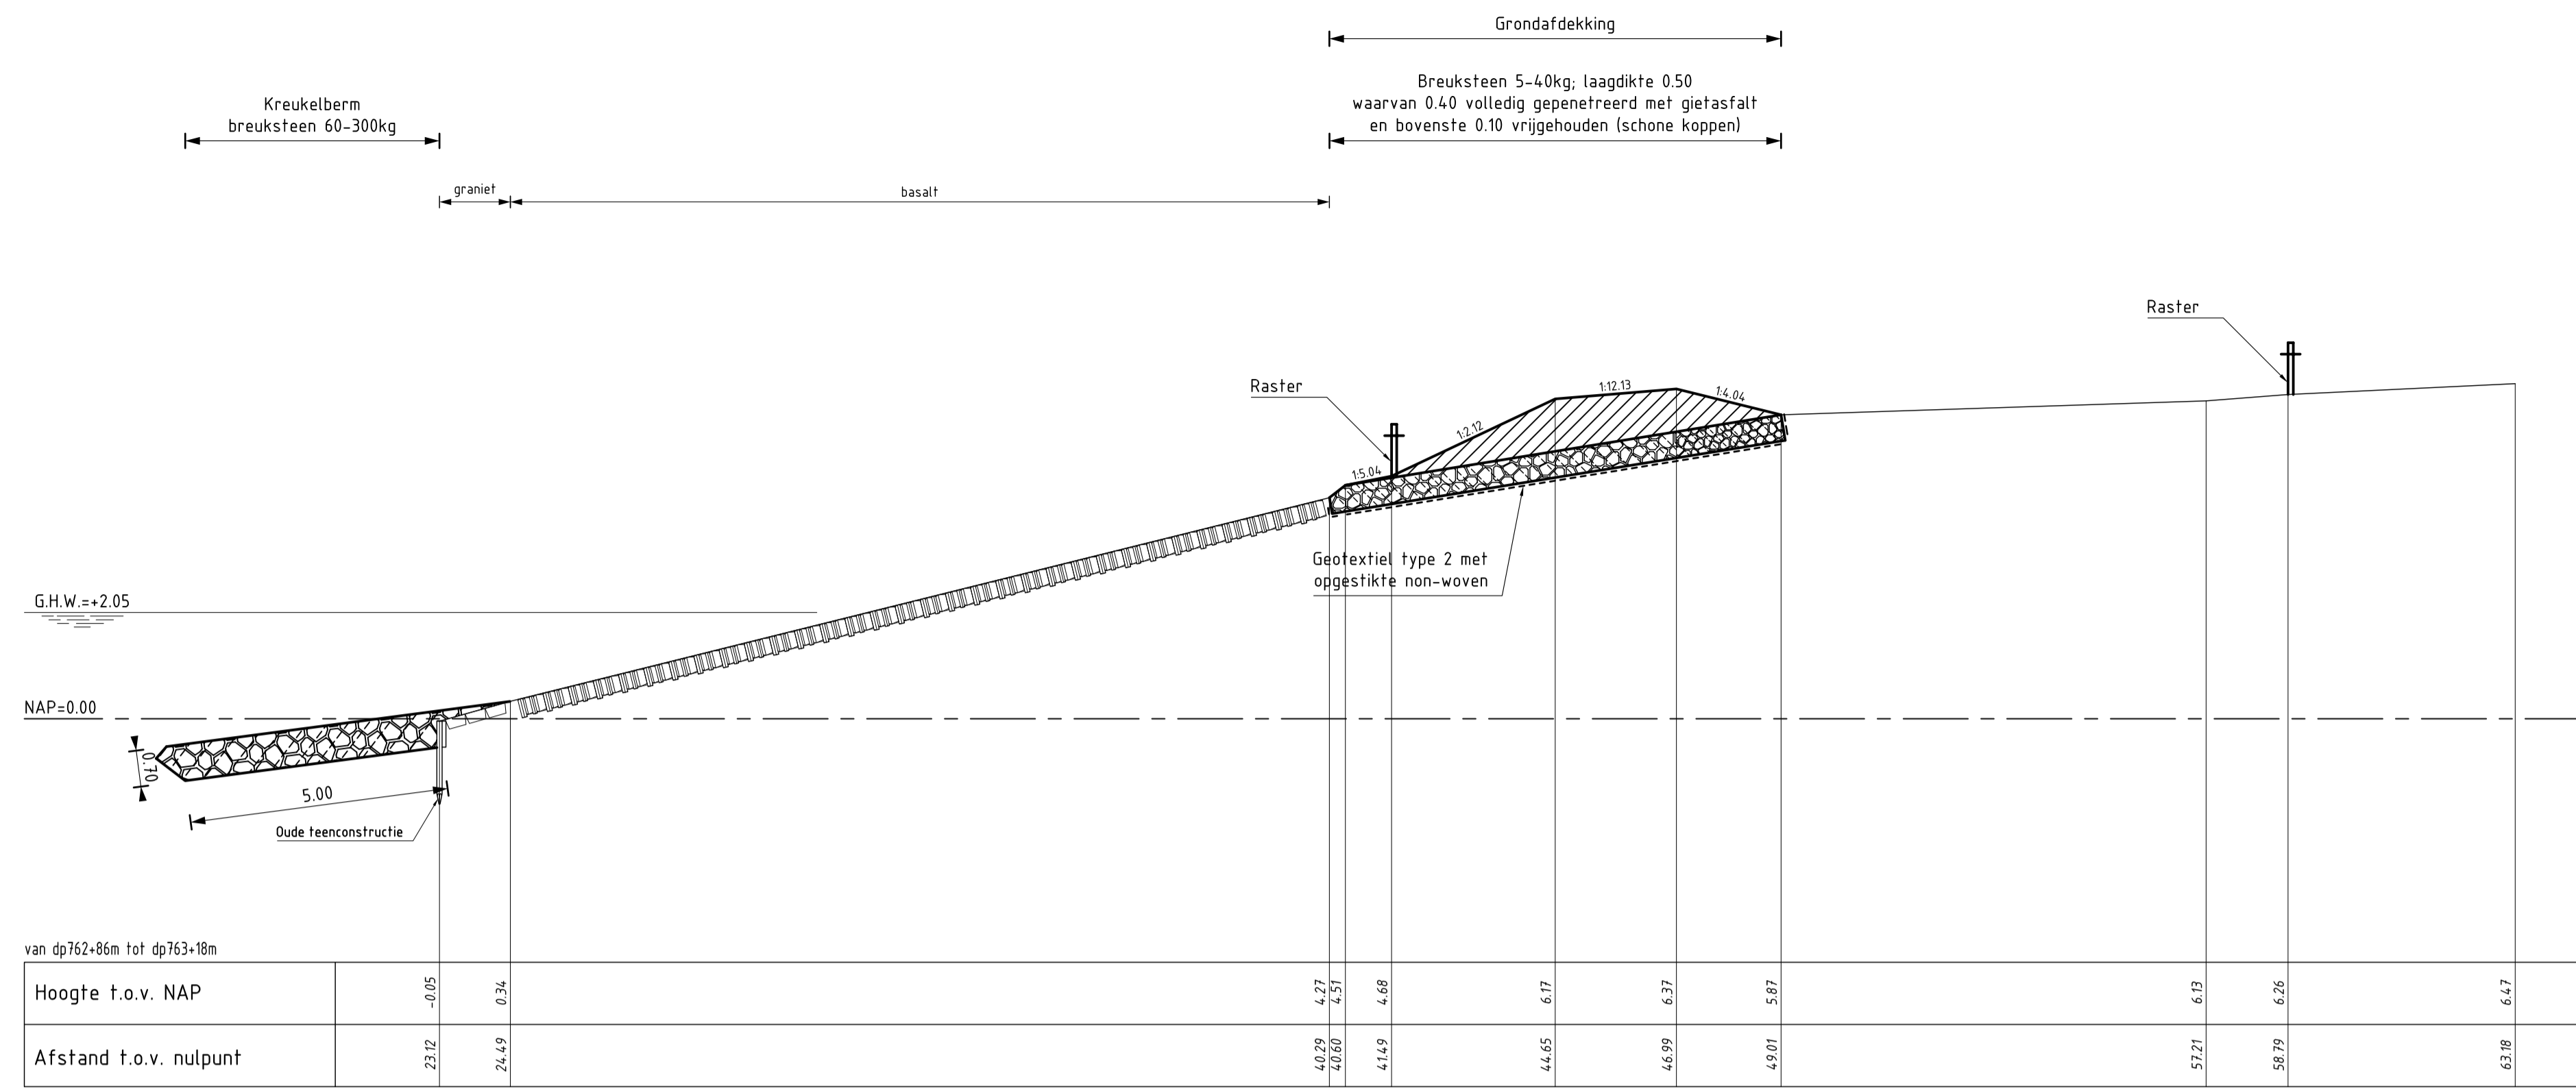 Grondafdekking
Breuksteen 5-40kg; laagdikte 0.50
waarvan 0.40 volledig gepenetreerd met gietasfalt
en bovenste 0.10 vrijgehouden (schone koppen)
Kreukelberm
breuksteen 60-300kg
graniet
basalt
Raster
Raster
1:5.04
1:2.12
1:12.13
1:4.04
Geotextiel type 2 met
opgestikte non-woven
G.H.W.=+2.05
NAP=0.00
0.70
5.00
Oude teenconstructie
van dp762+86m tot dp763+18m
Hoogte t.o.v. NAP -0.05 0.34 4.27 4.51 4.68 6.17 6.37 5.87 6.13 6.26 6.47
Afstand t.o.v. nulpunt 23.12 24.49 40.29 40.60 41.49 44.65 46.99 49.01 57.21 58.79 63.18